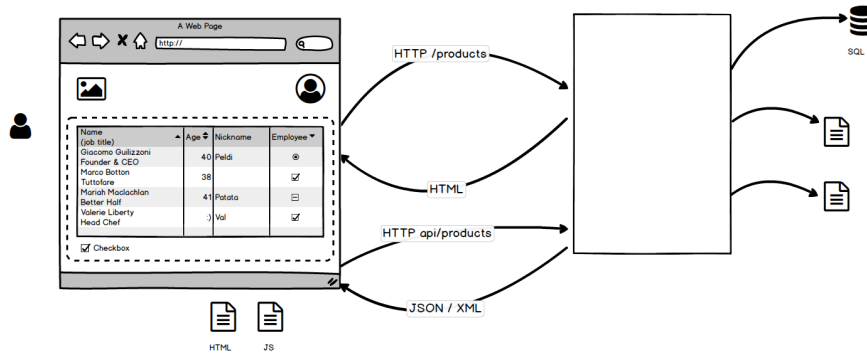 A Web Page
http://
Name
(job title)
Age
Nickname
Employee
Giacomo Guilizzoni
Founder & CEO
40
Peldi
Marco Botton
Tuttofare
38
Mariah Maclachlan
Better Half
41
Patata
Valerie Liberty
Head Chef
:)
Val
Checkbox
HTTP /products
HTML
HTTP api/products
JSON / XML
SQL
HTML
JS